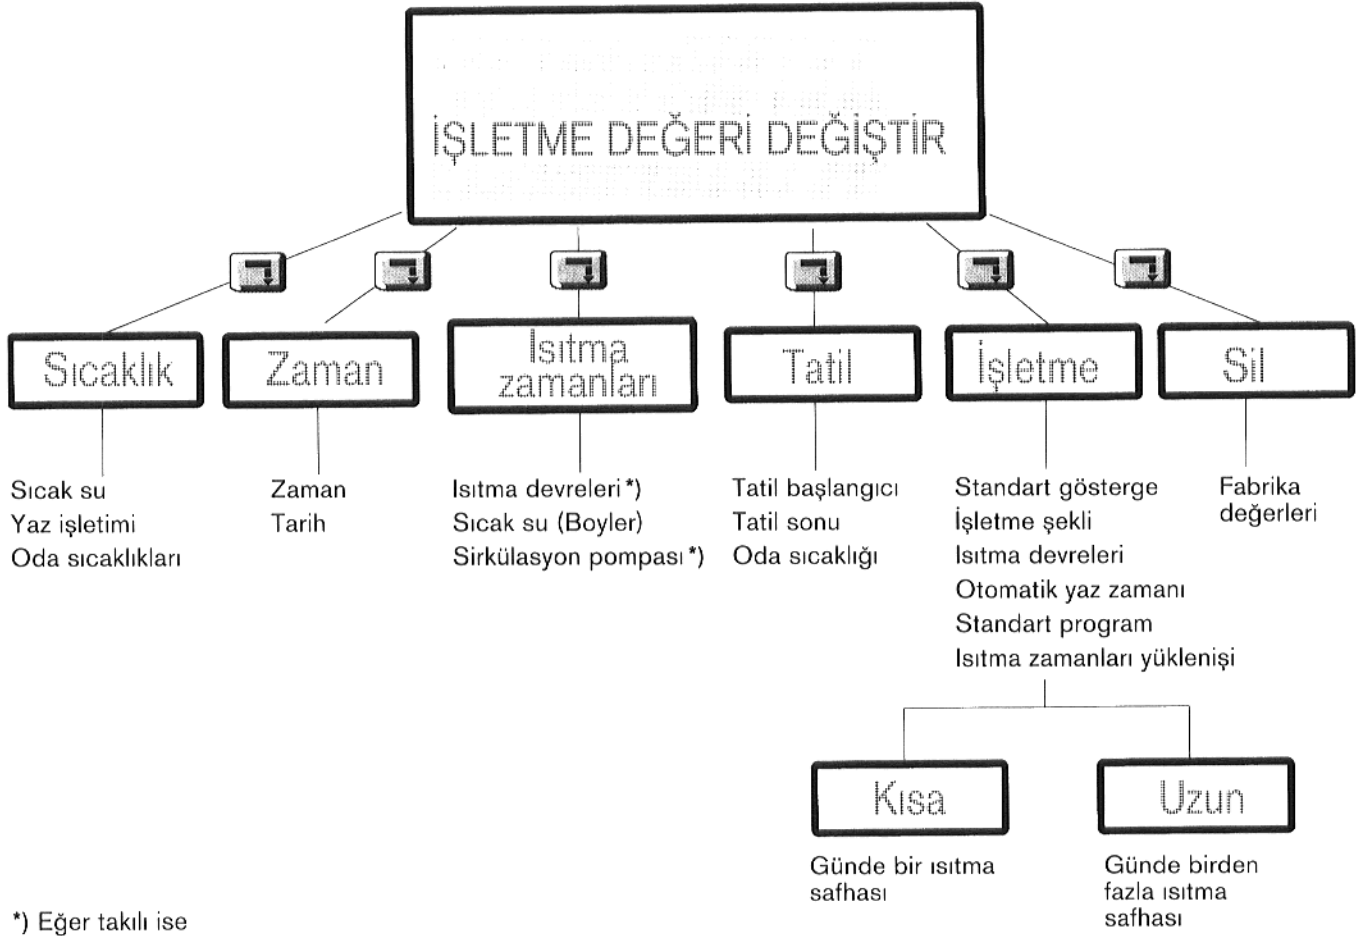 İŞLETME DEĞERİ DEĞİŞTİR
Sıcaklık
Sıcak su
Yaz işletimi
Oda sıcaklıkları
Zaman
Zaman
Tarih
Isıtma
zamanları
Isıtma devreleri *)
Sıcak su (Boyler)
Sirkülasyon pompası *)
Tatil
Tatil başlangıcı
Tatil sonu
Oda sıcaklığı
İşletme
Standart gösterge
İşletme şekli
Isıtma devreleri
Otomatik yaz zamanı
Standart program
Isıtma zamanları yüklenişi
Sil
Fabrika
değerleri
Kısa
Günde bir ısıtma
safhası
Uzun
Günde birden
fazla ısıtma
safhası
*) Eğer takılı ise